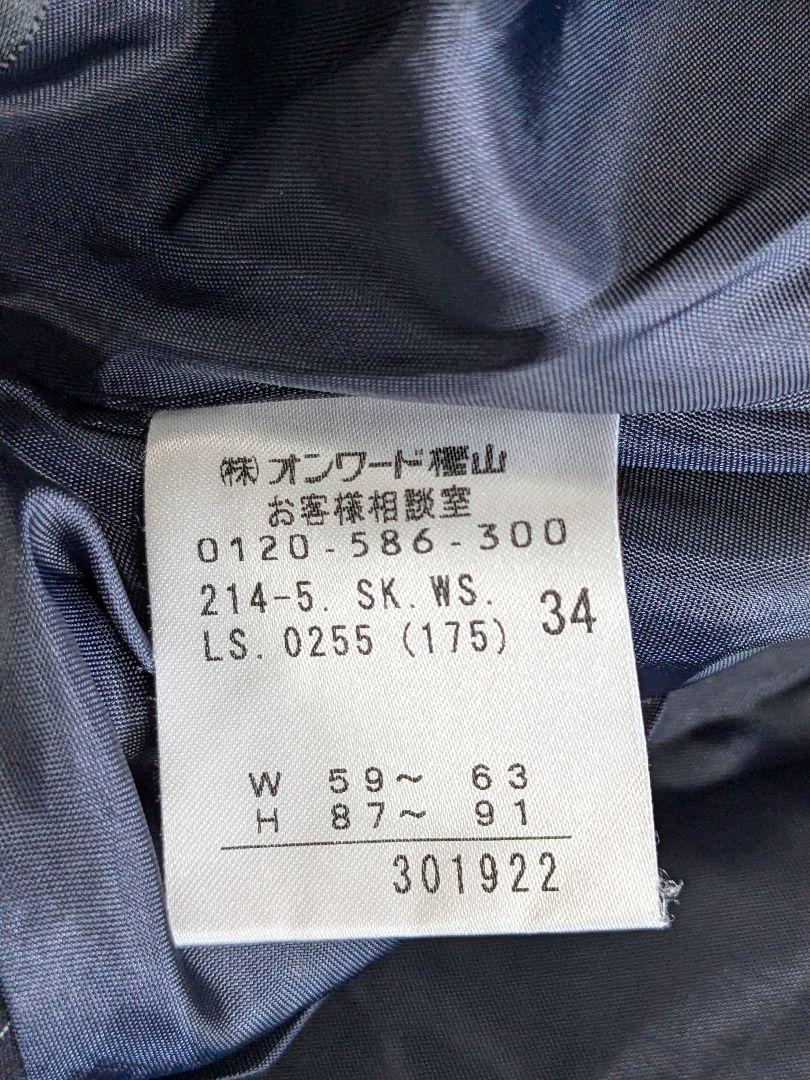 ㈱オンワード樫山
お客様相談室
0120-586-300
214-5. SK.WS.
LS. 0255 (175) 34
W 59～ 63
H 87～ 91
301922